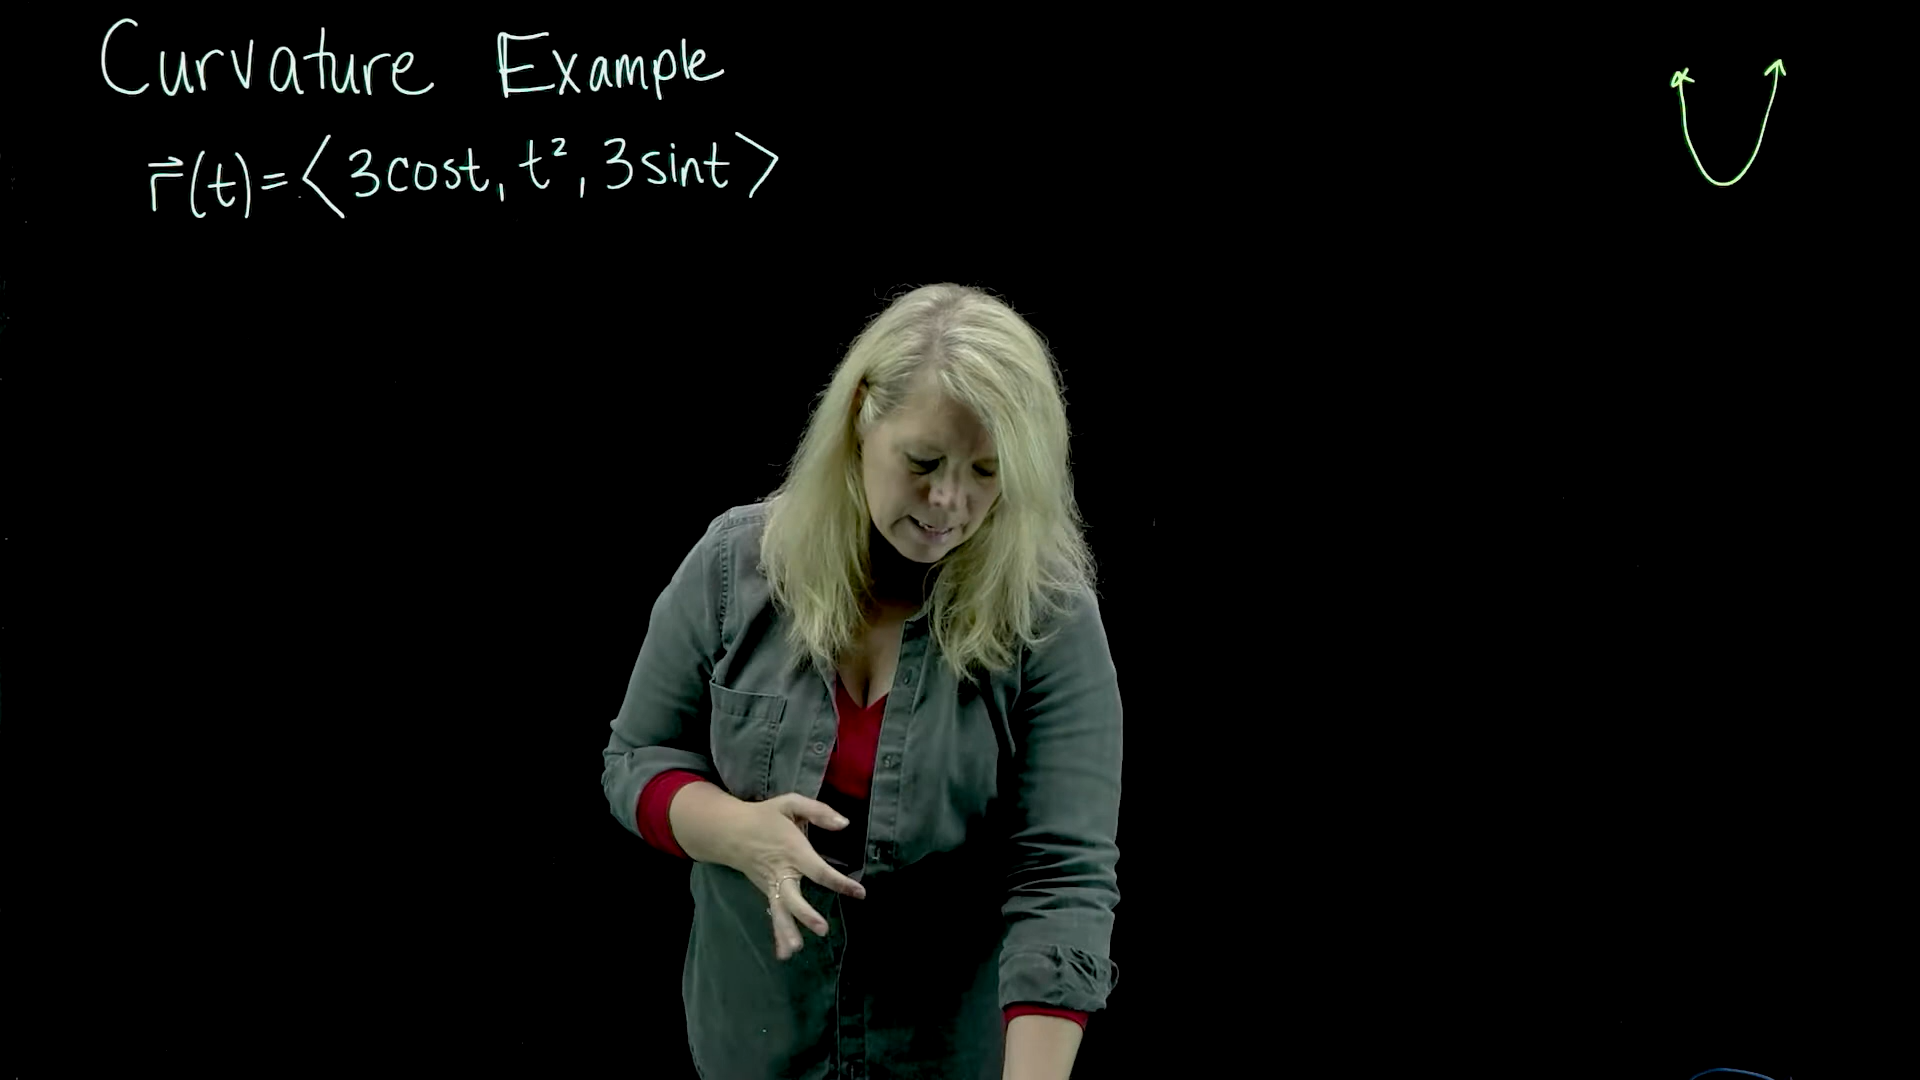 Curvature Example
r⃗(t)=⟨3cost, t², 3sint⟩